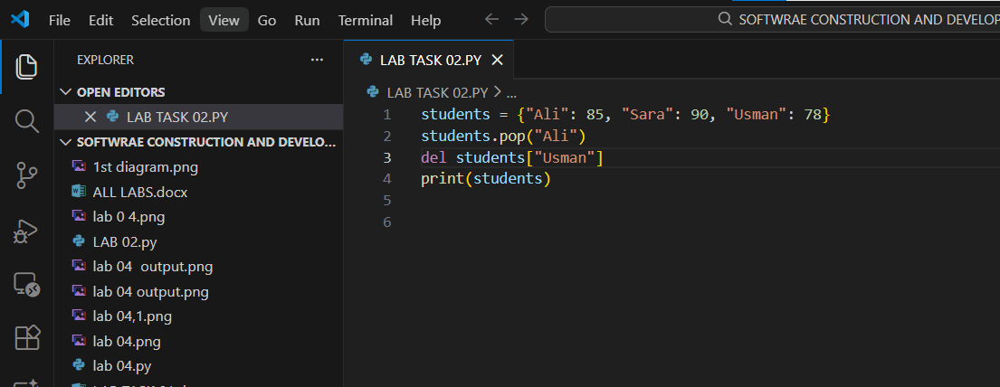 File Edit Selection View Go Run Terminal Help
SOFTWRAE CONSTRUCTION AND DEVELOP
EXPLORER
OPEN EDITORS
LAB TASK 02.PY
SOFTWRAE CONSTRUCTION AND DEVELO...
1st diagram.png
ALL LABS.docx
lab 0 4.png
LAB 02.py
lab 04  output.png
lab 04 output.png
lab 04,1.png
lab 04.png
lab 04.py
LAB TASK 02.PY
LAB TASK 02.PY > ...
1 students = {"Ali": 85, "Sara": 90, "Usman": 78}
2 students.pop("Ali")
3 del students["Usman"]
4 print(students)
5
6